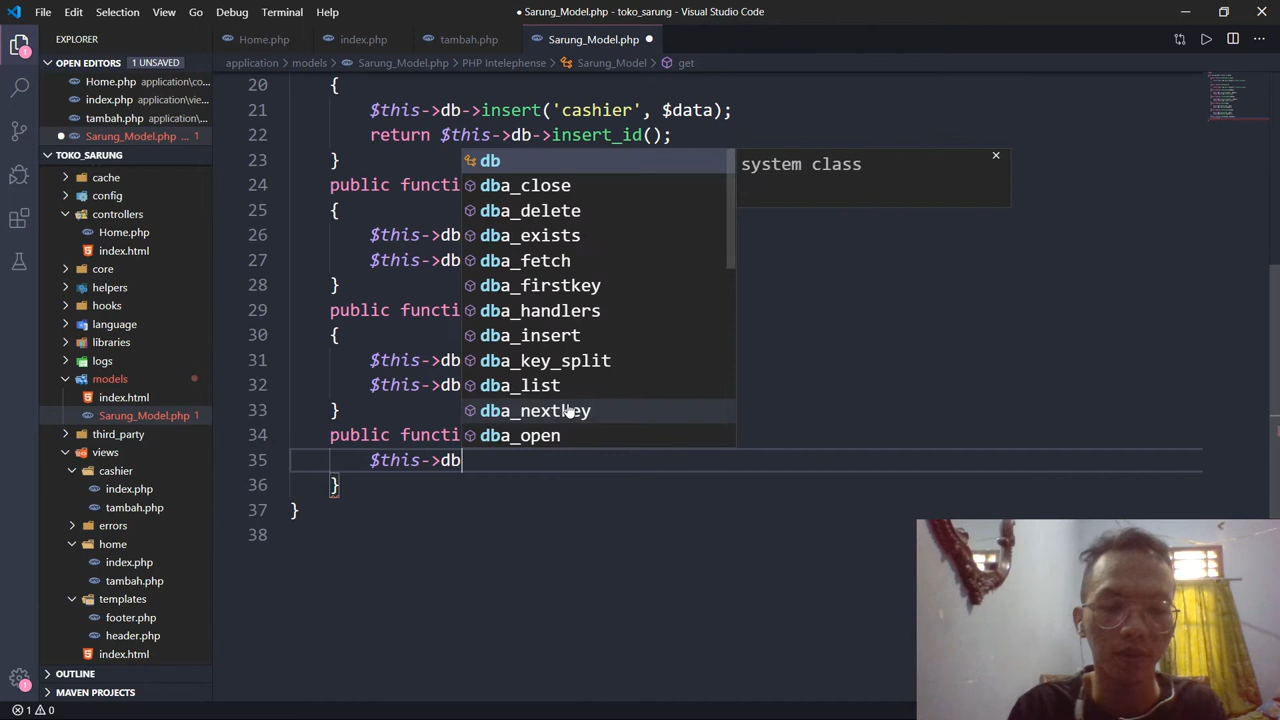 File Edit Selection View Go Debug Terminal Help
● Sarung_Model.php - toko_sarung - Visual Studio Code
EXPLORER
Home.php
index.php
tambah.php
Sarung_Model.php ●
OPEN EDITORS 1 UNSAVED
application > models > Sarung_Model.php > PHP Intelephense > Sarung_Model > get
Home.php application\co...
index.php application\vie...
tambah.php application\...
● Sarung_Model.php ... 1
TOKO_SARUNG
cache
config
controllers
Home.php
index.html
core
helpers
hooks
language
libraries
logs
models
index.html
Sarung_Model.php 1
third_party
views
cashier
index.php
tambah.php
errors
home
index.php
tambah.php
templates
footer.php
header.php
index.html
OUTLINE
MAVEN PROJECTS
20 {
21 $this->db->insert('cashier', $data);
22 return $this->db->insert_id();
23 }
24 public functi
25 {
26 $this->db
27 $this->db
28 }
29 public functi
30 {
31 $this->db
32 $this->db
33 }
34 public functi
35 $this->db
36 }
37 }
38
db
dba_close
dba_delete
dba_exists
dba_fetch
dba_firstkey
dba_handlers
dba_insert
dba_key_split
dba_list
dba_nextkey
dba_open
system class
1
1
1 0